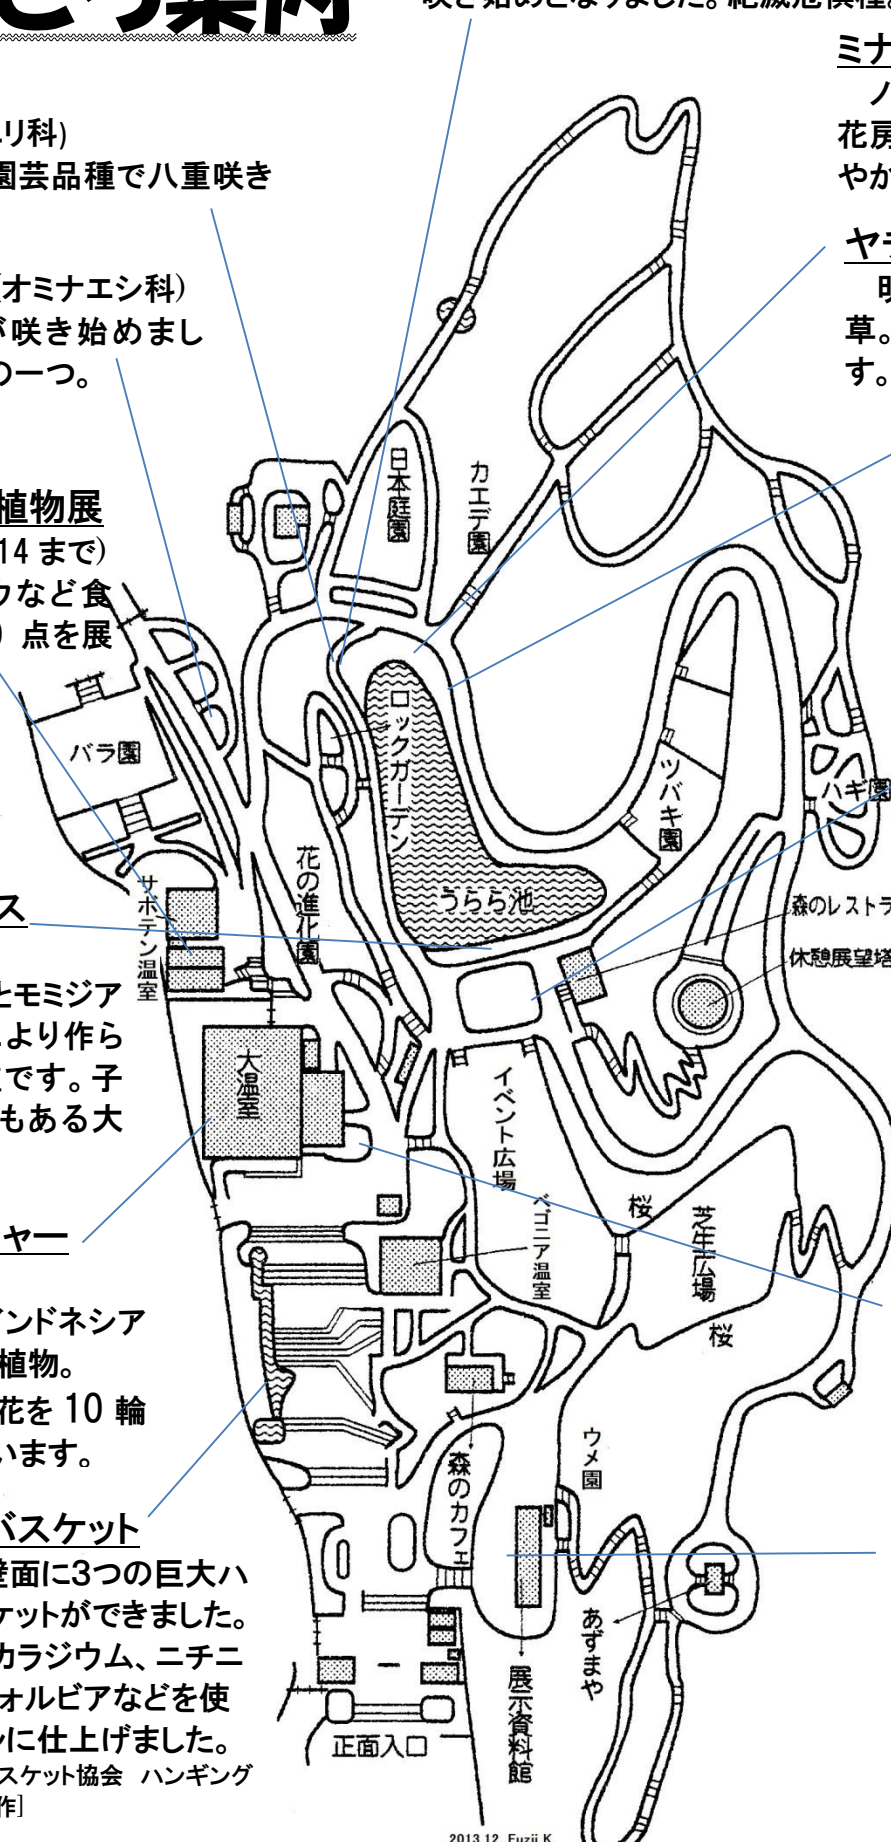 どころ案内
咲き始めとなりました。絶滅危惧種。
ユリ科)
園芸品種で八重咲き
(オミナエシ科)
が咲き始めまし
の一つ。
植物展
14 まで)
ウなど食
0 点を展
ミナ
ノ
花房
やか
ヤ
明
草。
す。
日本庭園
カエデ園
ロックガーデン
バラ園
ツバキ園
ハギ園
うらら池
花の進化園
サボテン温室
森のレストラ
休憩展望塔
ス
とモミジア
により作ら
です。子
もある大
大温室
イベント広場
ベゴニア温室
桜
芝生広場
桜
ャー
インドネシア
植物。
花を 10 輪
います。
バスケット
壁面に3つの巨大ハ
ケットができました。
カラジウム、ニチニ
フォルビアなどを使
ンに仕上げました。
スケット協会 ハンギング
作]
森のカフェ
ウメ園
あずまや
展示資料館
正面入口
2013.12 Fuzii K